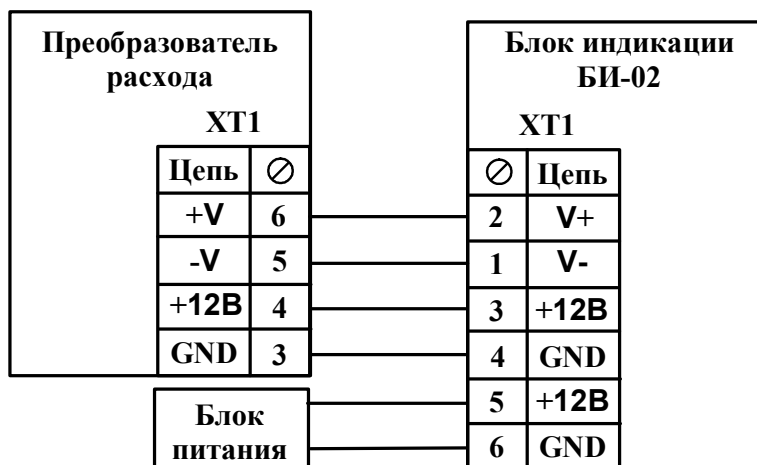 Преобразователь
расхода
XT1
Цепь
+V 6
-V 5
+12В 4
GND 3
Блок
питания
Блок индикации
БИ-02
XT1
Цепь
2 V+
1 V-
3 +12В
4 GND
5 +12В
6 GND